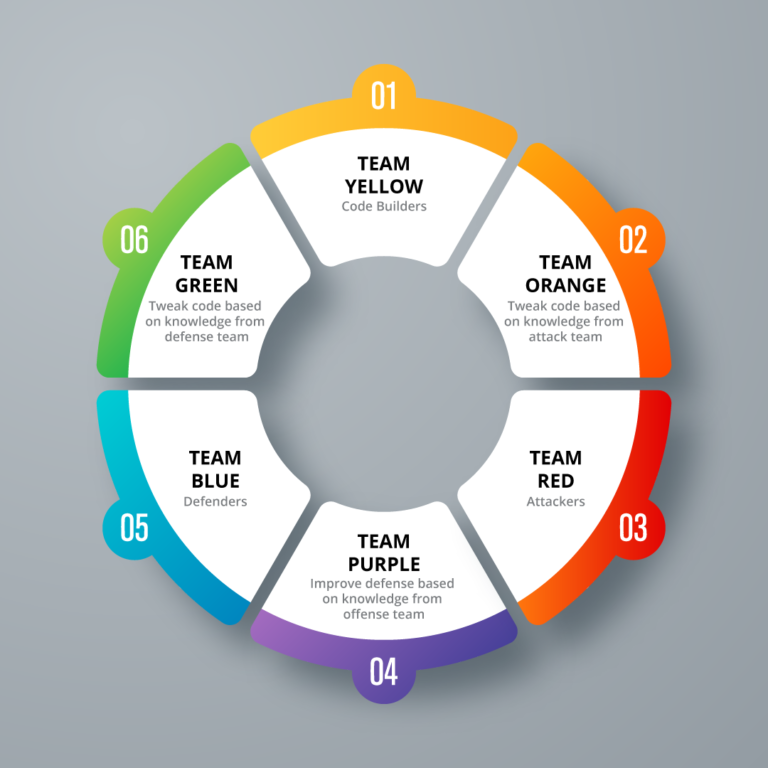 01
TEAM
YELLOW
Code Builders
02
TEAM
ORANGE
Tweak code based
on knowledge from
attack team
03
TEAM
RED
Attackers
04
TEAM
PURPLE
Improve defense based
on knowledge from
offense team
05
TEAM
BLUE
Defenders
06
TEAM
GREEN
Tweak code based
on knowledge from
defense team